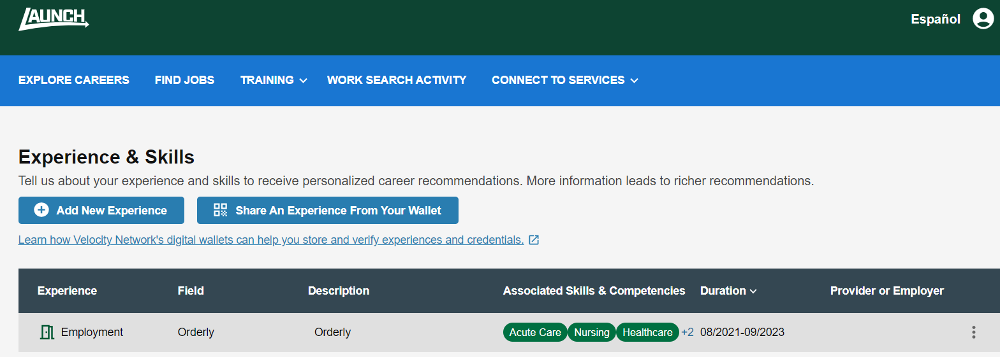 LAUNCH
Español
EXPLORE CAREERS FIND JOBS TRAINING WORK SEARCH ACTIVITY CONNECT TO SERVICES
Experience & Skills
Tell us about your experience and skills to receive personalized career recommendations. More information leads to richer recommendations.
Add New Experience Share An Experience From Your Wallet
Learn how Velocity Network's digital wallets can help you store and verify experiences and credentials.
Experience Field Description Associated Skills & Competencies Duration Provider or Employer
Employment Orderly Orderly Acute Care Nursing Healthcare +2 08/2021-09/2023